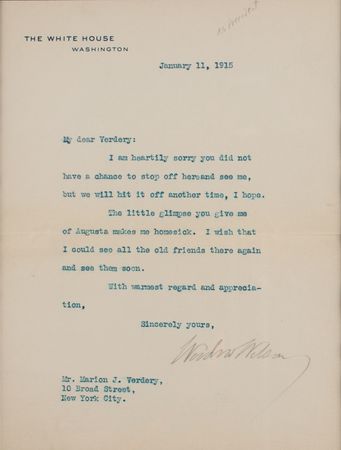 as President
THE WHITE HOUSE
WASHINGTON
January 11, 1915
My dear Verdery:
I am heartily sorry you did not
have a chance to stop off hereand see me,
but we will hit it off another time, I hope.
The little glimpse you give me
of Augusta makes me homesick. I wish that
I could see all the old friends there again
and see them soon.
With warmest regard and apprecia-
tion,
Sincerely yours,
Woodrow Wilson
Mr. Marion J. Verdery,
10 Broad Street,
New York City.